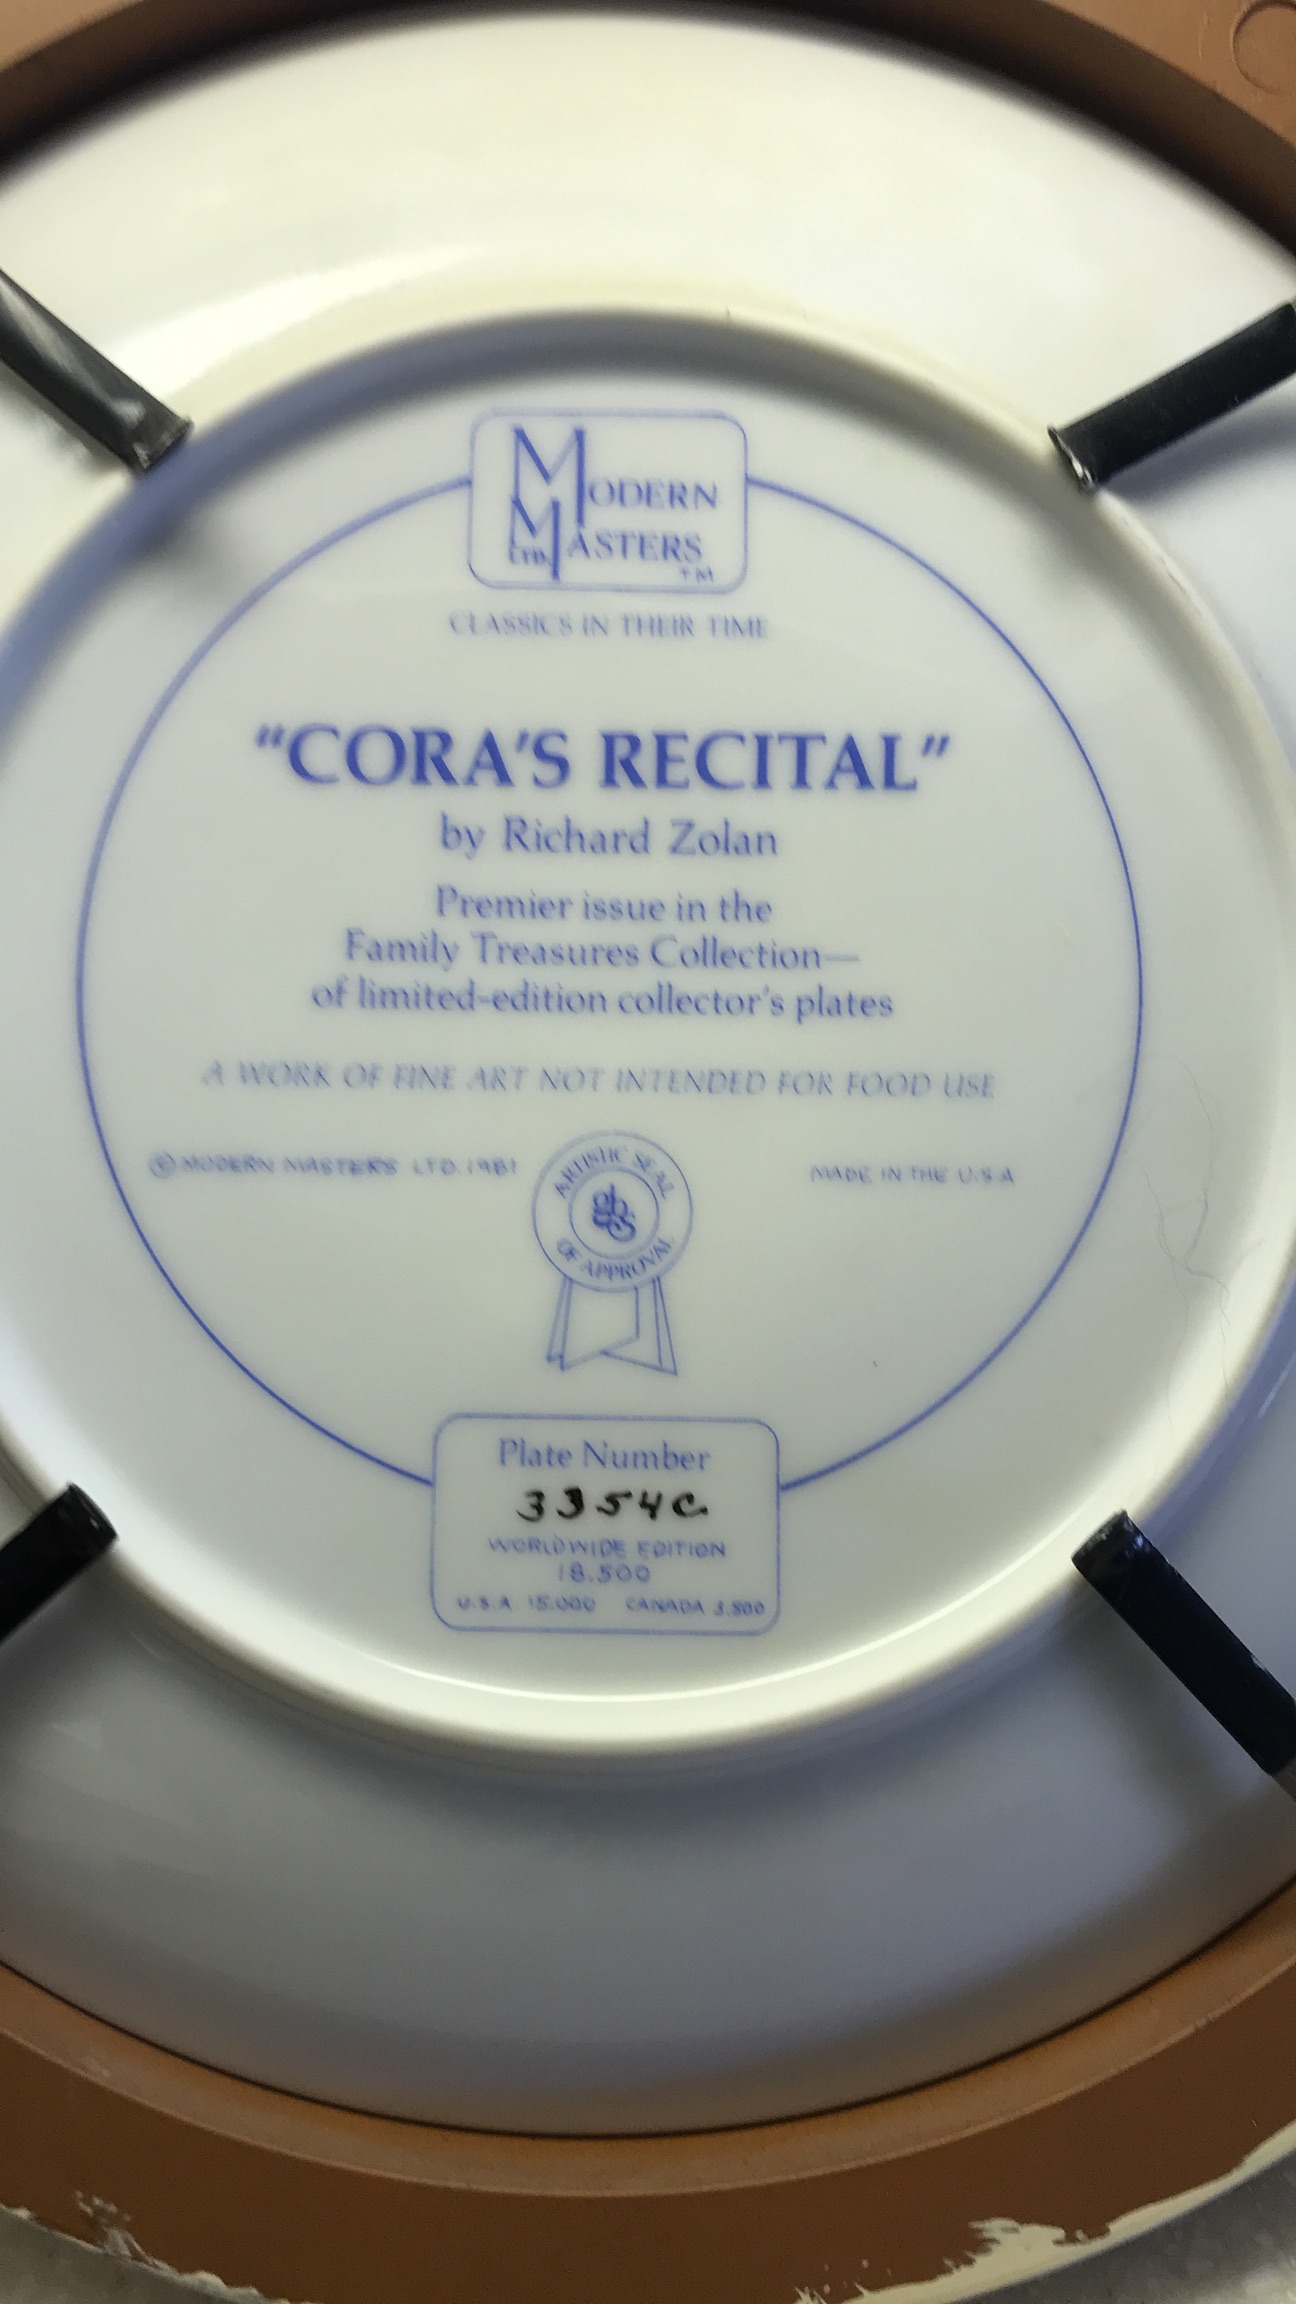 MODERN
MASTERS
LTD.
TM
CLASSICS IN THEIR TIME
"CORA'S RECITAL"
by Richard Zolan
Premier issue in the
Family Treasures Collection—
of limited-edition collector's plates
A WORK OF FINE ART NOT INTENDED FOR FOOD USE
© MODERN MASTERS LTD. 1981
ARTISTIC SEAL
gbs
OF APPROVAL
MADE IN THE U.S.A
Plate Number
3354C
WORLDWIDE EDITION
18.500
U.S.A. 15.000 CANADA 3.500